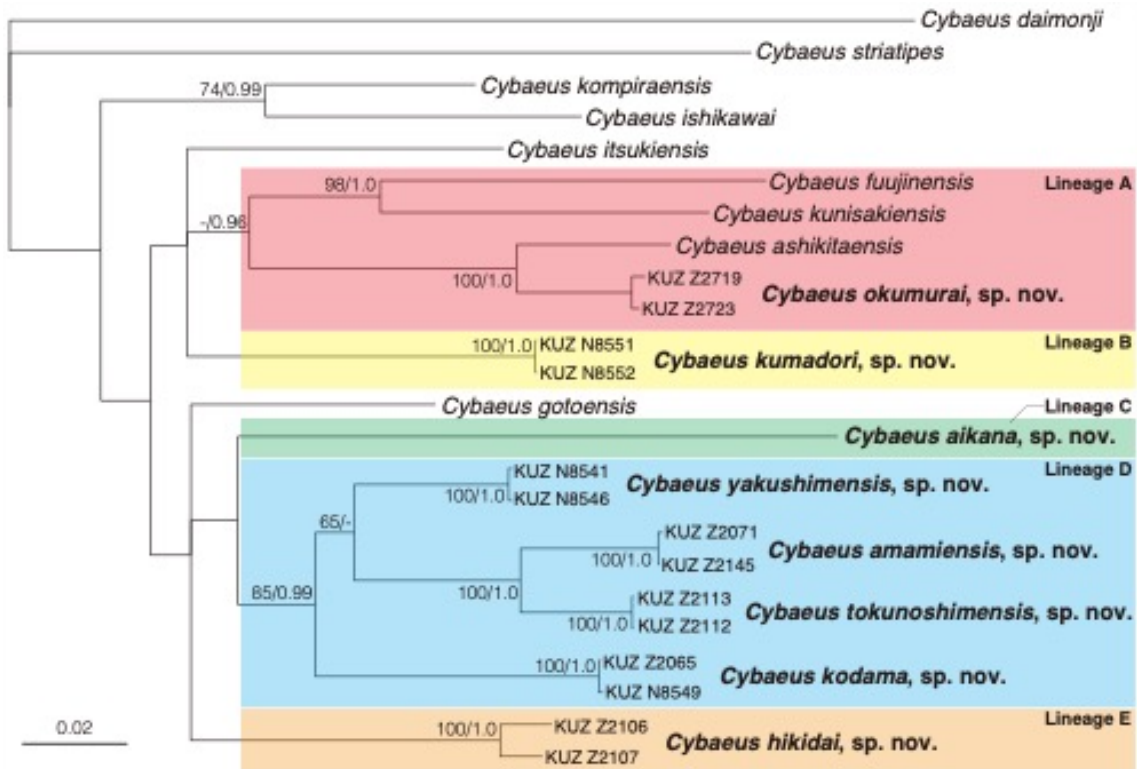 Cybaeus daimonji
Cybaeus striatipes
74/0.99
Cybaeus kompiraensis
Cybaeus ishikawai
Cybaeus itsukiensis
98/1.0
Cybaeus fuujinensis
Lineage A
Cybaeus kunisakiensis
-/0.96
Cybaeus ashikitaensis
100/1.0
KUZ Z2719
Cybaeus okumurai, sp. nov.
KUZ Z2723
100/1.0
KUZ N8551
Lineage B
Cybaeus kumadori, sp. nov.
KUZ N8552
Cybaeus gotoensis
Lineage C
Cybaeus aikana, sp. nov.
KUZ N8541
Lineage D
100/1.0
Cybaeus yakushimensis, sp. nov.
KUZ N8546
65/-
KUZ Z2071
100/1.0
Cybaeus amamiensis, sp. nov.
KUZ Z2145
85/0.99
100/1.0
KUZ Z2113
Cybaeus tokunoshimensis, sp. nov.
100/1.0
KUZ Z2112
100/1.0
KUZ Z2065
Cybaeus kodama, sp. nov.
KUZ N8549
0.02
Lineage E
100/1.0
KUZ Z2106
Cybaeus hikidai, sp. nov.
KUZ Z2107